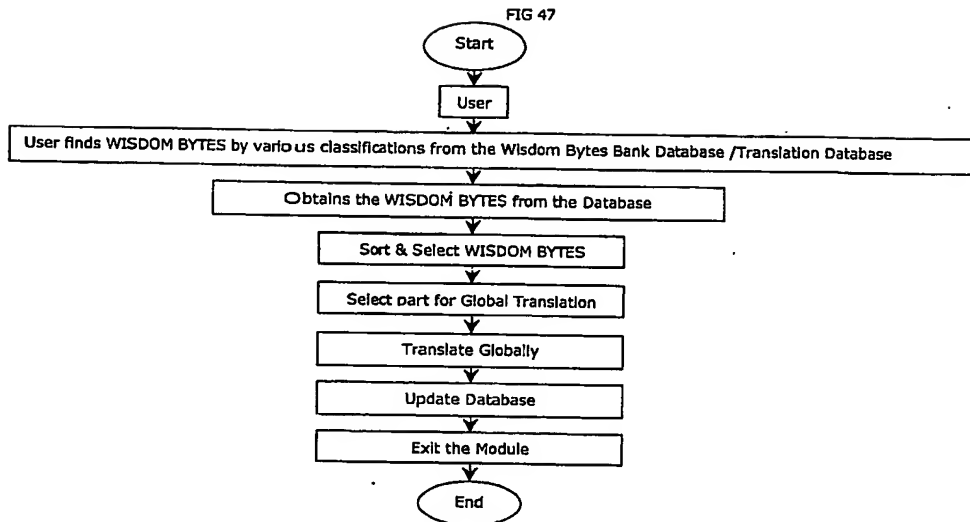 FIG 47
Start
User
User finds WISDOM BYTES by various classifications from the Wisdom Bytes Bank Database /Translation Database
Obtains the WISDOM BYTES from the Database
Sort & Select WISDOM BYTES
Select part for Global Translation
Translate Globally
Update Database
Exit the Module
End